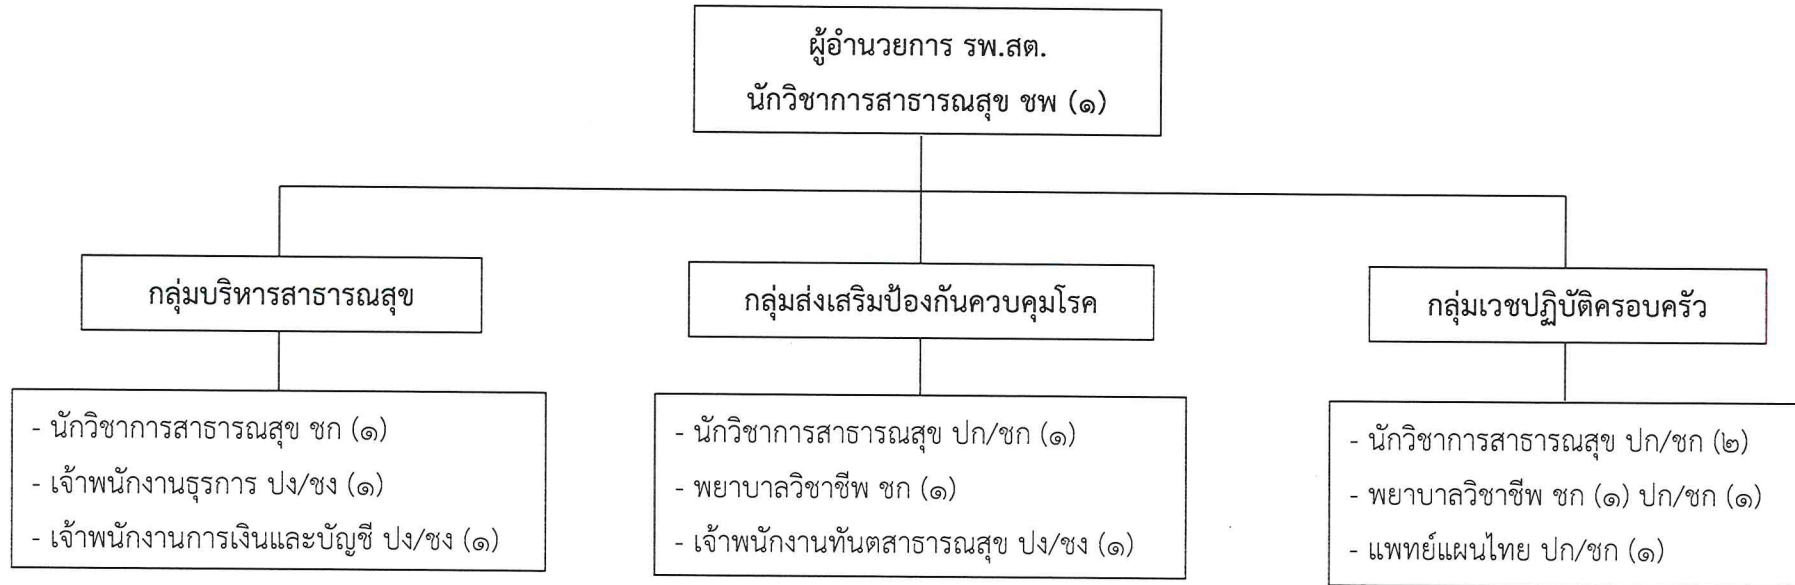 ผู้อำนวยการ รพ.สต.
นักวิชาการสาธารณสุข ชพ (๑)
กลุ่มบริหารสาธารณสุข
- นักวิชาการสาธารณสุข ชก (๑)
- เจ้าพนักงานธุรการ ปง/ชง (๑)
- เจ้าพนักงานการเงินและบัญชี ปง/ชง (๑)
กลุ่มส่งเสริมป้องกันควบคุมโรค
- นักวิชาการสาธารณสุข ปก/ชก (๑)
- พยาบาลวิชาชีพ ชก (๑)
- เจ้าพนักงานทันตสาธารณสุข ปง/ชง (๑)
กลุ่มเวชปฏิบัติครอบครัว
- นักวิชาการสาธารณสุข ปก/ชก (๒)
- พยาบาลวิชาชีพ ชก (๑) ปก/ชก (๑)
- แพทย์แผนไทย ปก/ชก (๑)